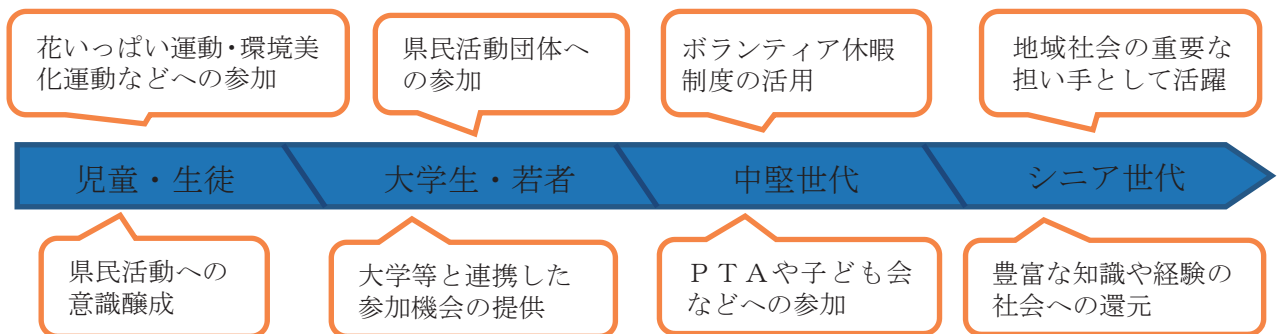 花いっぱい運動・環境美
化運動などへの参加
県民活動団体へ
の参加
ボランティア休暇
制度の活用
地域社会の重要な
担い手として活躍
児童・生徒
大学生・若者
中堅世代
シニア世代
県民活動への
意識醸成
大学等と連携した
参加機会の提供
ＰＴＡや子ども会
などへの参加
豊富な知識や経験の
社会への還元